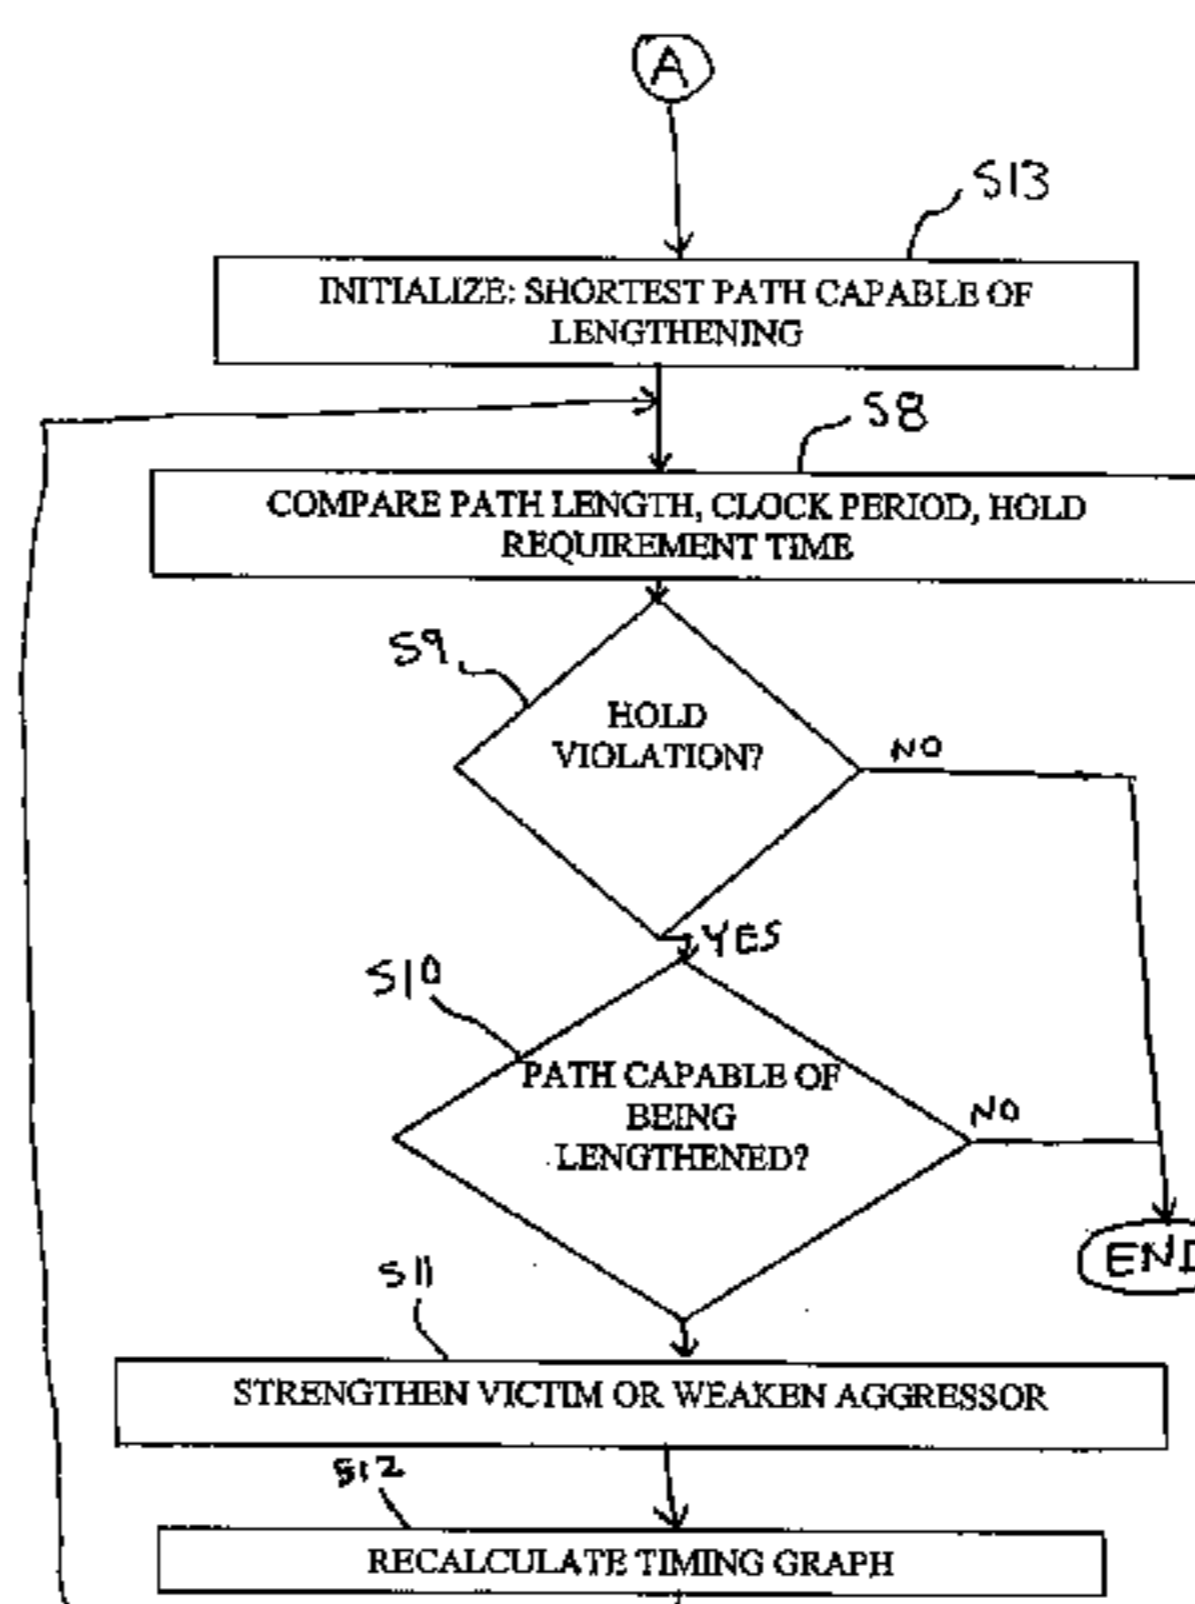 A
S13
INITIALIZE: SHORTEST PATH CAPABLE OF
LENGTHENING
S8
COMPARE PATH LENGTH, CLOCK PERIOD, HOLD
REQUIREMENT TIME
S9
HOLD
VIOLATION?
NO
YES
S10
PATH CAPABLE OF
BEING
LENGTHENED?
NO
END
S11
STRENGTHEN VICTIM OR WEAKEN AGGRESSOR
S12
RECALCULATE TIMING GRAPH